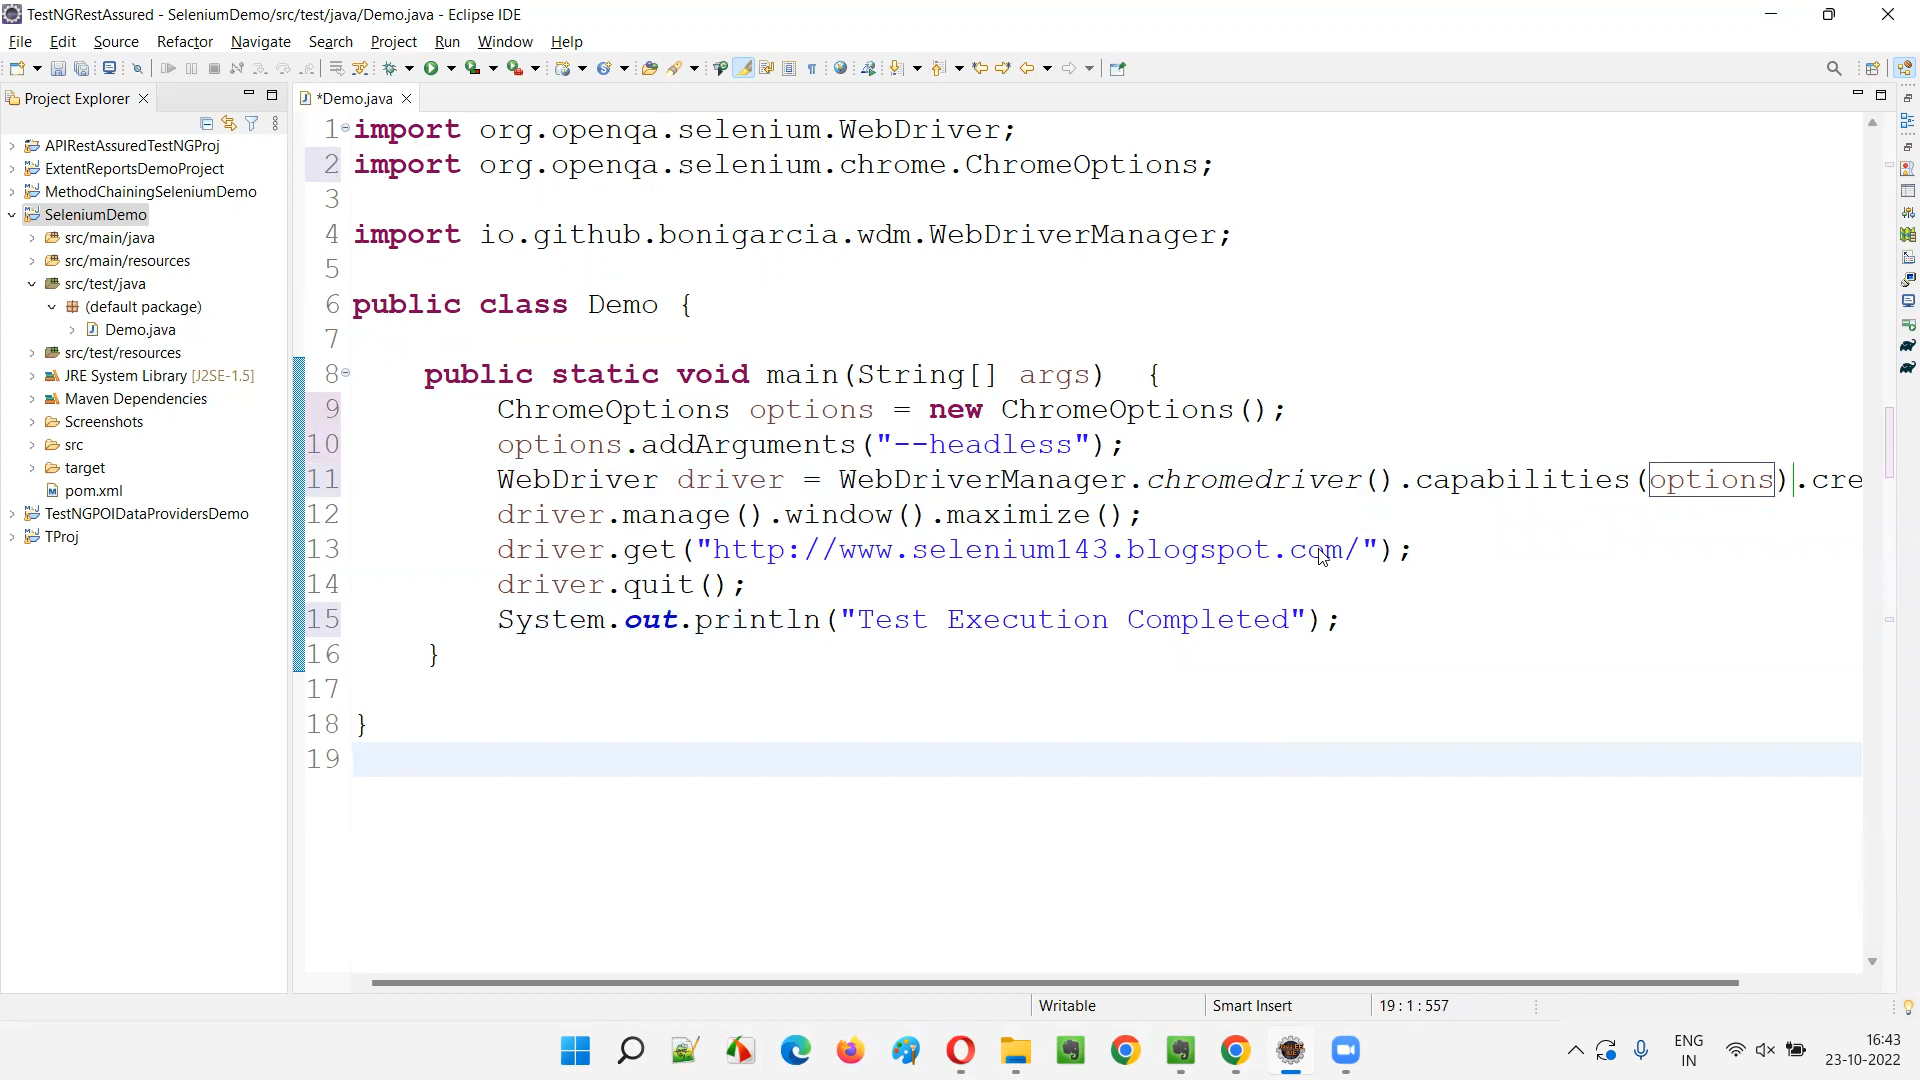 TestNGRestAssured - SeleniumDemo/src/test/java/Demo.java - Eclipse IDE
File Edit Source Refactor Navigate Search Project Run Window Help
Project Explorer
*Demo.java
APIRestAssuredTestNGProj
ExtentReportsDemoProject
MethodChainingSeleniumDemo
SeleniumDemo
src/main/java
src/main/resources
src/test/java
(default package)
Demo.java
src/test/resources
JRE System Library [J2SE-1.5]
Maven Dependencies
Screenshots
src
target
pom.xml
TestNGPOIDataProvidersDemo
TProj
1 import org.openqa.selenium.WebDriver;
2 import org.openqa.selenium.chrome.ChromeOptions;
3
4 import io.github.bonigarcia.wdm.WebDriverManager;
5
6 public class Demo {
7
8 public static void main(String[] args) {
9 ChromeOptions options = new ChromeOptions();
10 options.addArguments("--headless");
11 WebDriver driver = WebDriverManager.chromedriver().capabilities(options).cre
12 driver.manage().window().maximize();
13 driver.get("http://www.selenium143.blogspot.com/");
14 driver.quit();
15 System.out.println("Test Execution Completed");
16 }
17
18 }
19
Writable Smart Insert 19 : 1 : 557
ENG
IN
16:43
23-10-2022